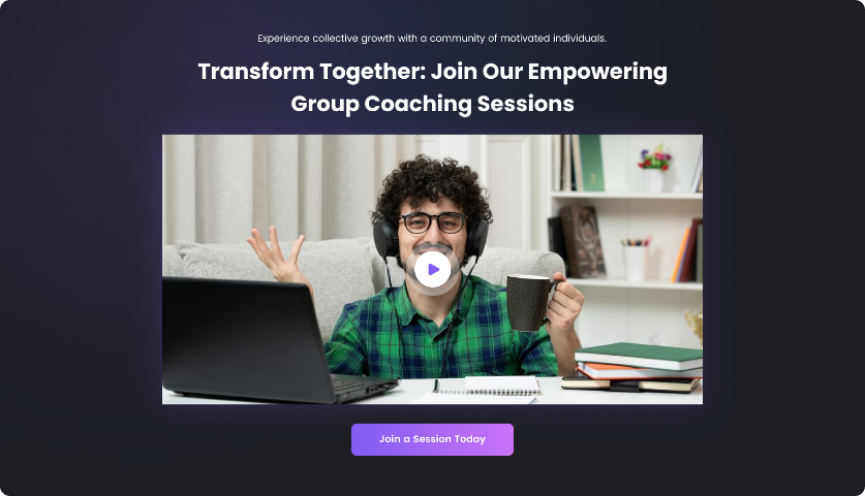 Experience collective growth with a community of motivated individuals.
Transform Together: Join Our Empowering
Group Coaching Sessions
Join a Session Today